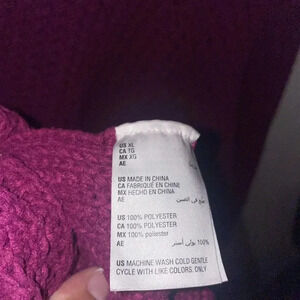 US XL
CA TG
MX XG
AE
US MADE IN CHINA
CA FABRIQUÉ EN CHINE
MX HECHO EN CHINA
AE صنع في الصين
US 100% POLYESTER
CA 100% POLYESTER
MX 100% poliester
AE 100% بولي أستر
US MACHINE WASH COLD GENTLE
CYCLE WITH LIKE COLORS. ONLY